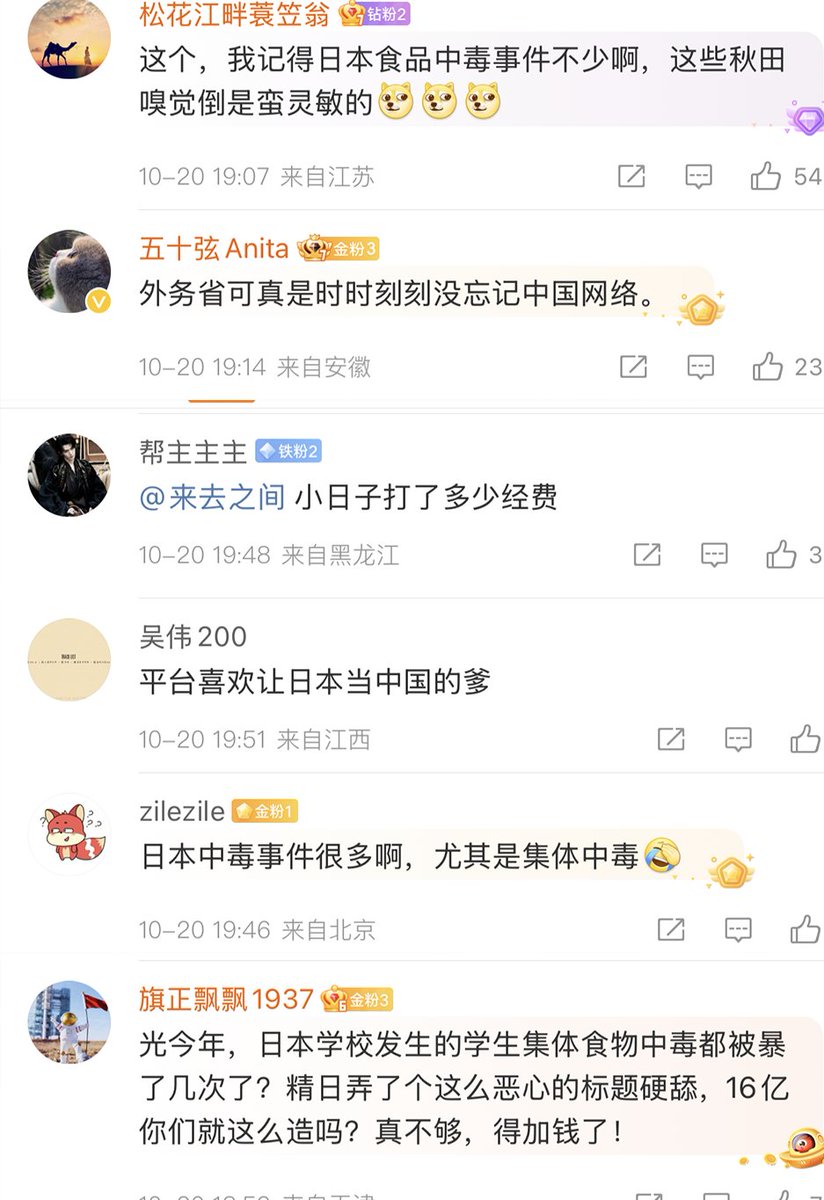 松花江畔蓑笠翁 钻粉2
这个，我记得日本食品中毒事件不少啊，这些秋田
嗅觉倒是蛮灵敏的
10-20 19:07 来自江苏 54
五十弦Anita 金粉3
外务省可真是时时刻刻没忘记中国网络。
10-20 19:14 来自安徽 23
帮主主主 铁粉2
@来去之间 小日子打了多少经费
10-20 19:48 来自黑龙江 3
吴伟200
平台喜欢让日本当中国的爹
10-20 19:51 来自江西
zilezile 金粉1
日本中毒事件很多啊，尤其是集体中毒
10-20 19:46 来自北京
旗正飘飘1937 金粉3
光今年，日本学校发生的学生集体食物中毒都被暴
了几次了？精日弄了个这么恶心的标题硬舔，16亿
你们就这么造吗？真不够，得加钱了！